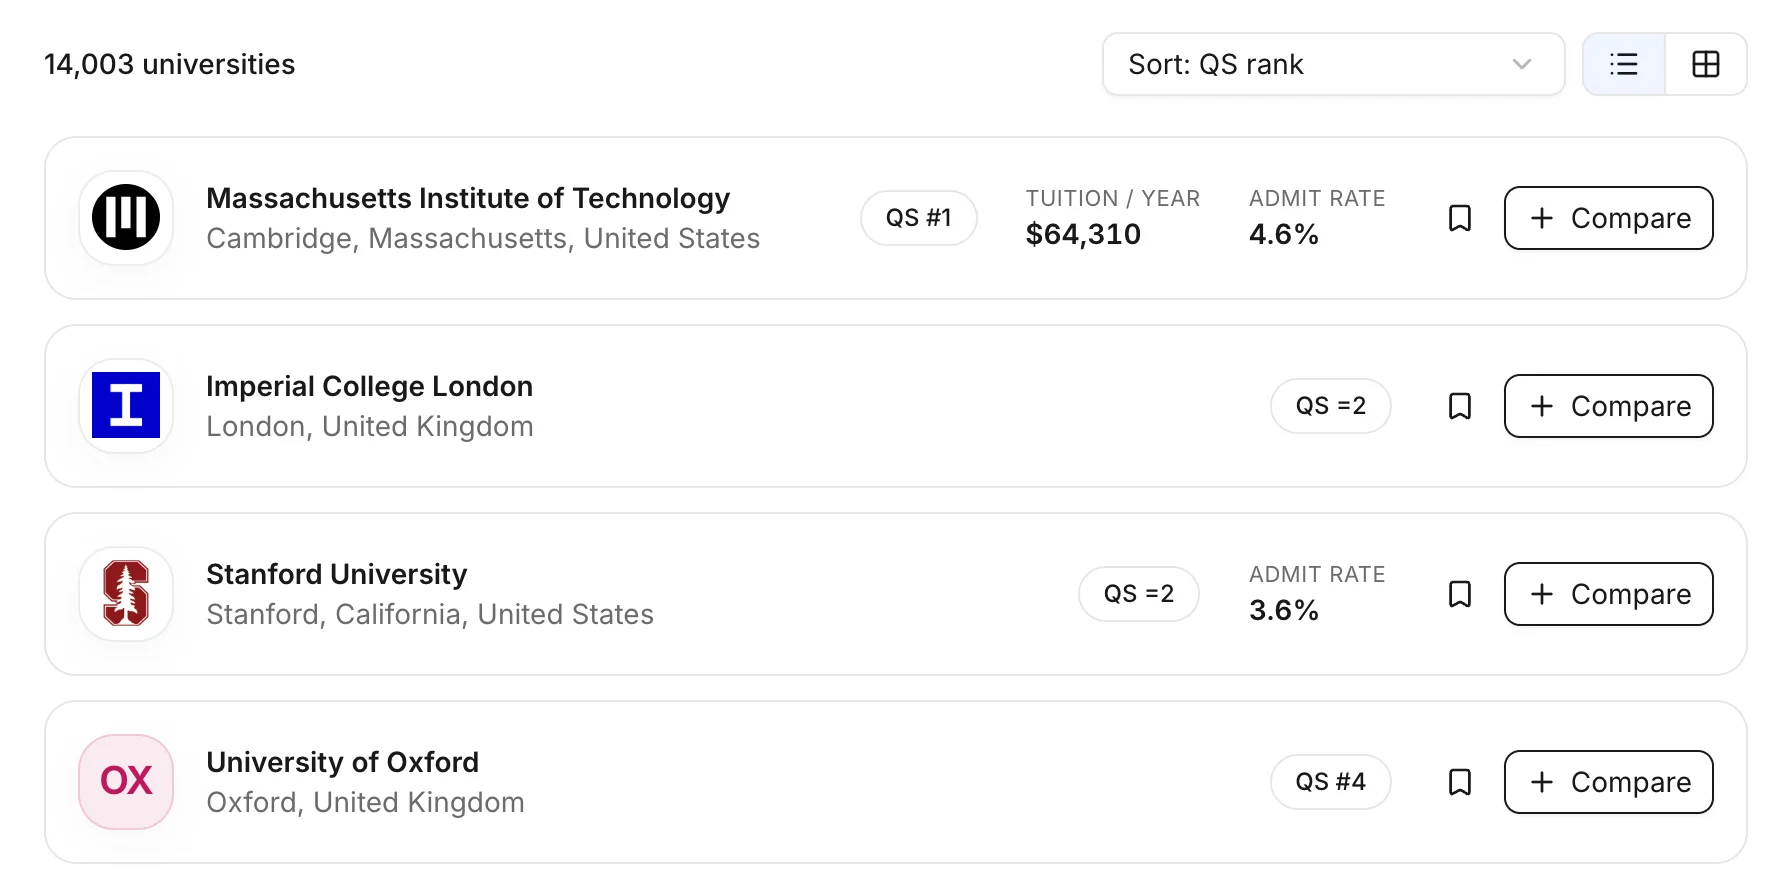 14,003 universities
Sort: QS rank
Massachusetts Institute of Technology
Cambridge, Massachusetts, United States
QS #1
TUITION / YEAR
$64,310
ADMIT RATE
4.6%
+ Compare
Imperial College London
London, United Kingdom
QS =2
+ Compare
Stanford University
Stanford, California, United States
QS =2
ADMIT RATE
3.6%
+ Compare
OX
University of Oxford
Oxford, United Kingdom
QS #4
+ Compare